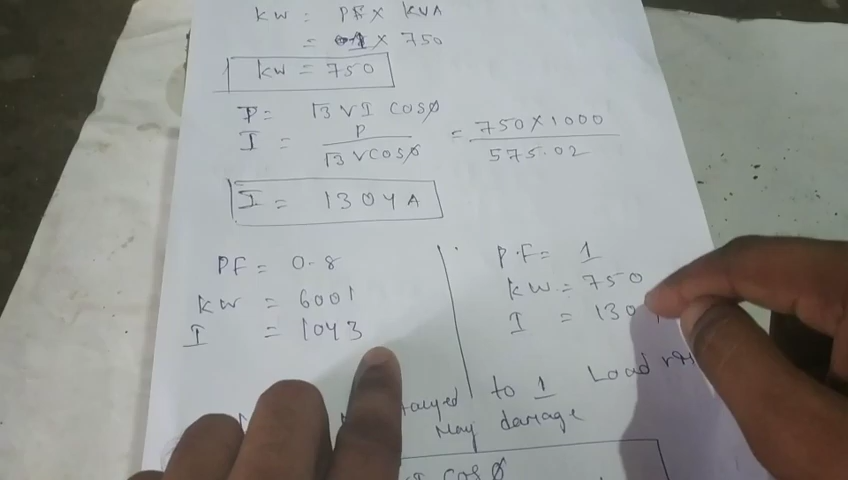 KW = PF X KVA
= 1 X 750
KW = 750
P = √3 VI COSϕ
I = P / √3 V COSϕ = 750 X 1000 / 575.02
I = 1304 A
PF = 0.8
KW = 6001
I = 1043
P.F = 1
KW = 750
I = 130
to 1 Load
May damage
COSϕ